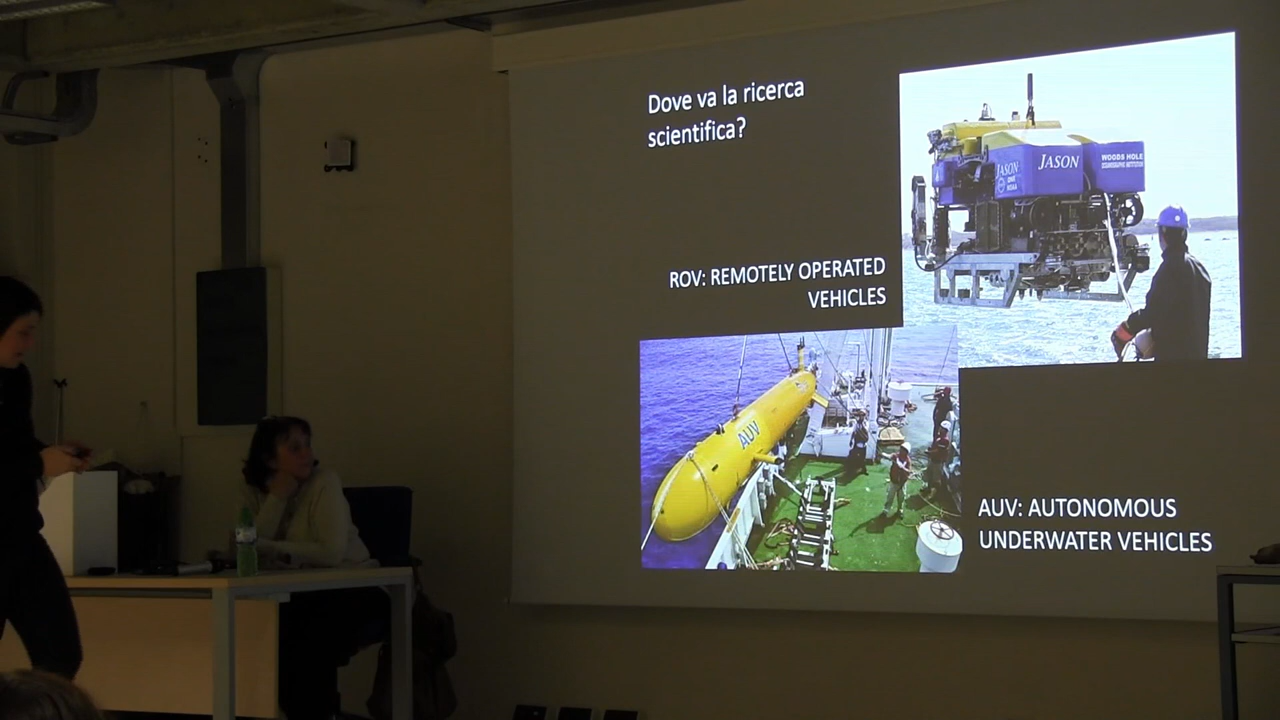 Dove va la ricerca
scientifica?
JASON
JASON
WOODS HOLE
ROV: REMOTELY OPERATED
VEHICLES
AUV
AUV: AUTONOMOUS
UNDERWATER VEHICLES